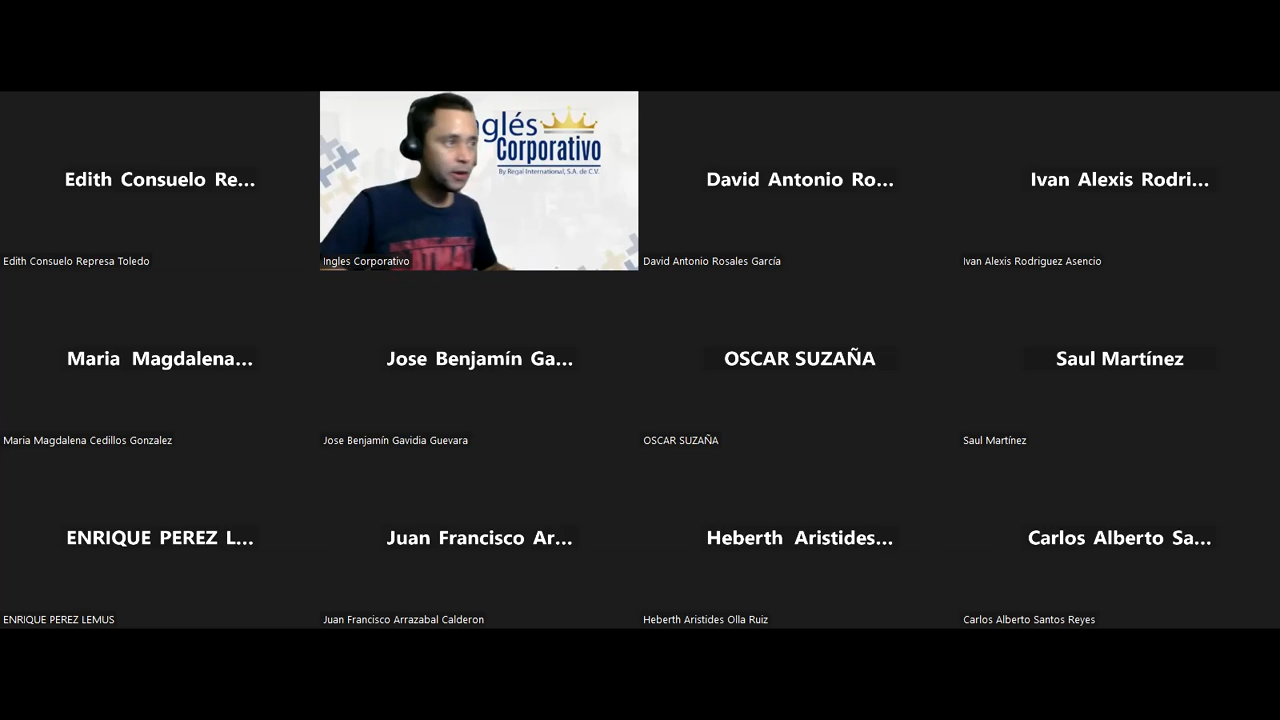 Edith Consuelo Re...
Edith Consuelo Represa Toledo
glés
Corporativo
By Regal International, S.A. de C.V.
Ingles Corporativo
David Antonio Ro...
David Antonio Rosales García
Ivan Alexis Rodri...
Ivan Alexis Rodriguez Asencio
Maria Magdalena...
Maria Magdalena Cedillos Gonzalez
Jose Benjamín Ga...
Jose Benjamín Gavidia Guevara
OSCAR SUZAÑA
OSCAR SUZAÑA
Saul Martínez
Saul Martínez
ENRIQUE PEREZ L...
ENRIQUE PEREZ LEMUS
Juan Francisco Ar...
Juan Francisco Arrazabal Calderon
Heberth Aristides...
Heberth Aristides Olla Ruiz
Carlos Alberto Sa...
Carlos Alberto Santos Reyes